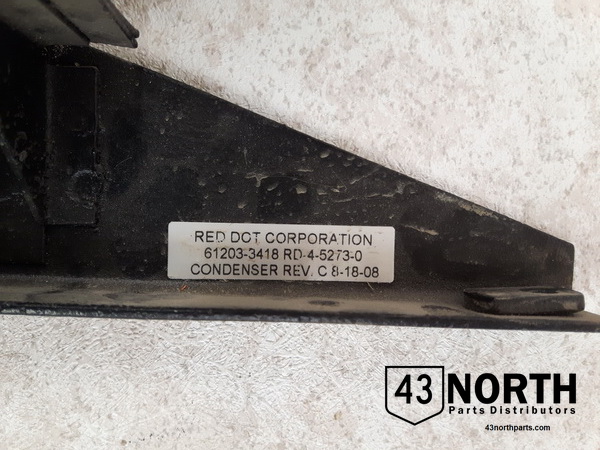 RED DOT CORPORATION
61203-3418 RD-4-5273-0
CONDENSER REV. C 8-18-08
43 NORTH
Parts Distributors
43northparts.com